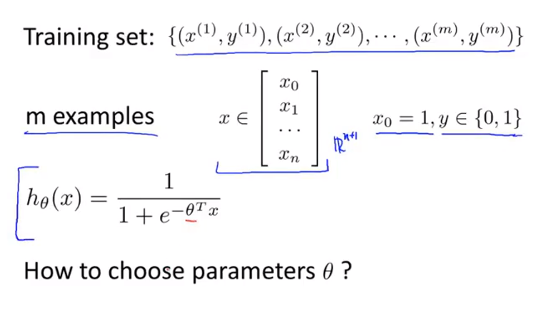 Training set: {(x^(1), y^(1)), (x^(2), y^(2)), ⋯, (x^(m), y^(m))}
m examples x ∈ [x_0 x_1 ⋯ x_n] ℝ^(n+1) x_0 = 1, y ∈ {0, 1}
h_θ(x) = 1 / (1 + e^(−θ^T x))
How to choose parameters θ ?